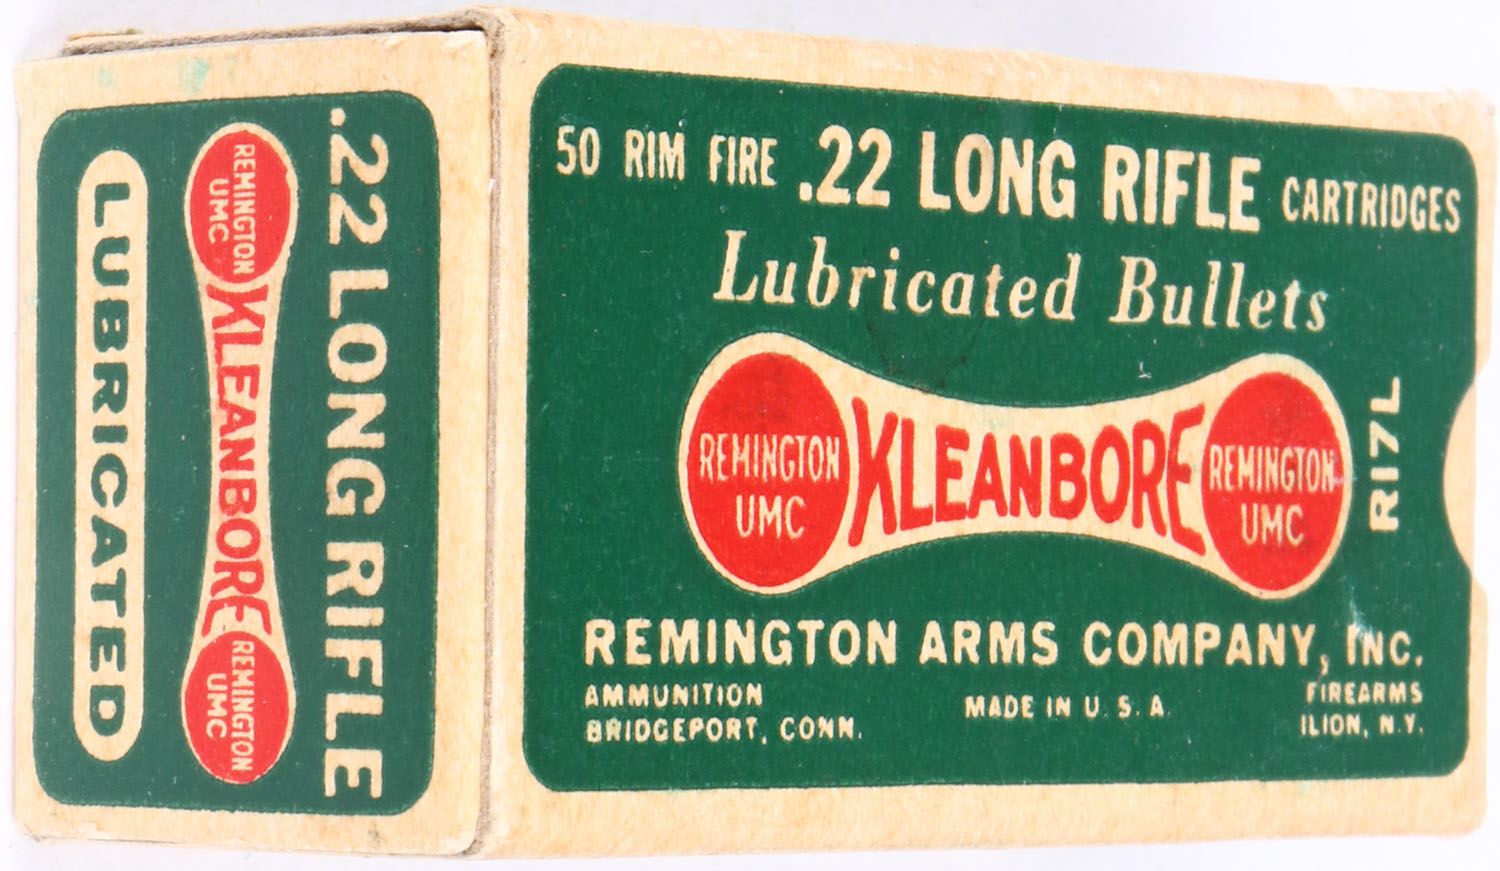 .22 LONG RIFLE
REMINGTON
UMC
KLEANBORE
REMINGTON
UMC
LUBRICATED
50 RIM FIRE .22 LONG RIFLE CARTRIDGES
Lubricated Bullets
REMINGTON
UMC
KLEANBORE
REMINGTON
UMC
R17L
REMINGTON ARMS COMPANY, INC.
AMMUNITION
BRIDGEPORT, CONN.
MADE IN U. S. A.
FIREARMS
ILION, N.Y.